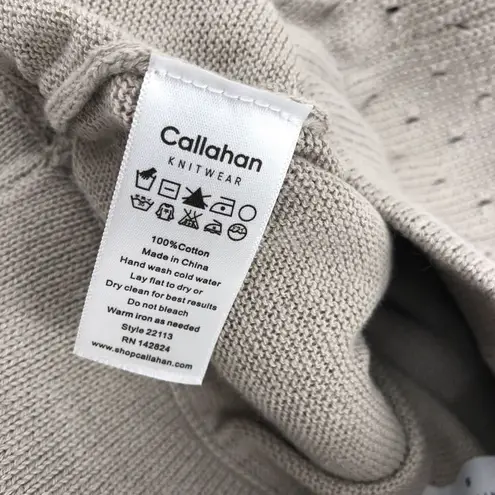 Callahan
KNITWEAR
100%Cotton
Made in China
Hand wash cold water
Lay flat to dry or
Dry clean for best results
Do not bleach
Warm iron as needed
Style 22113
RN 142824
www.shopcallahan.com